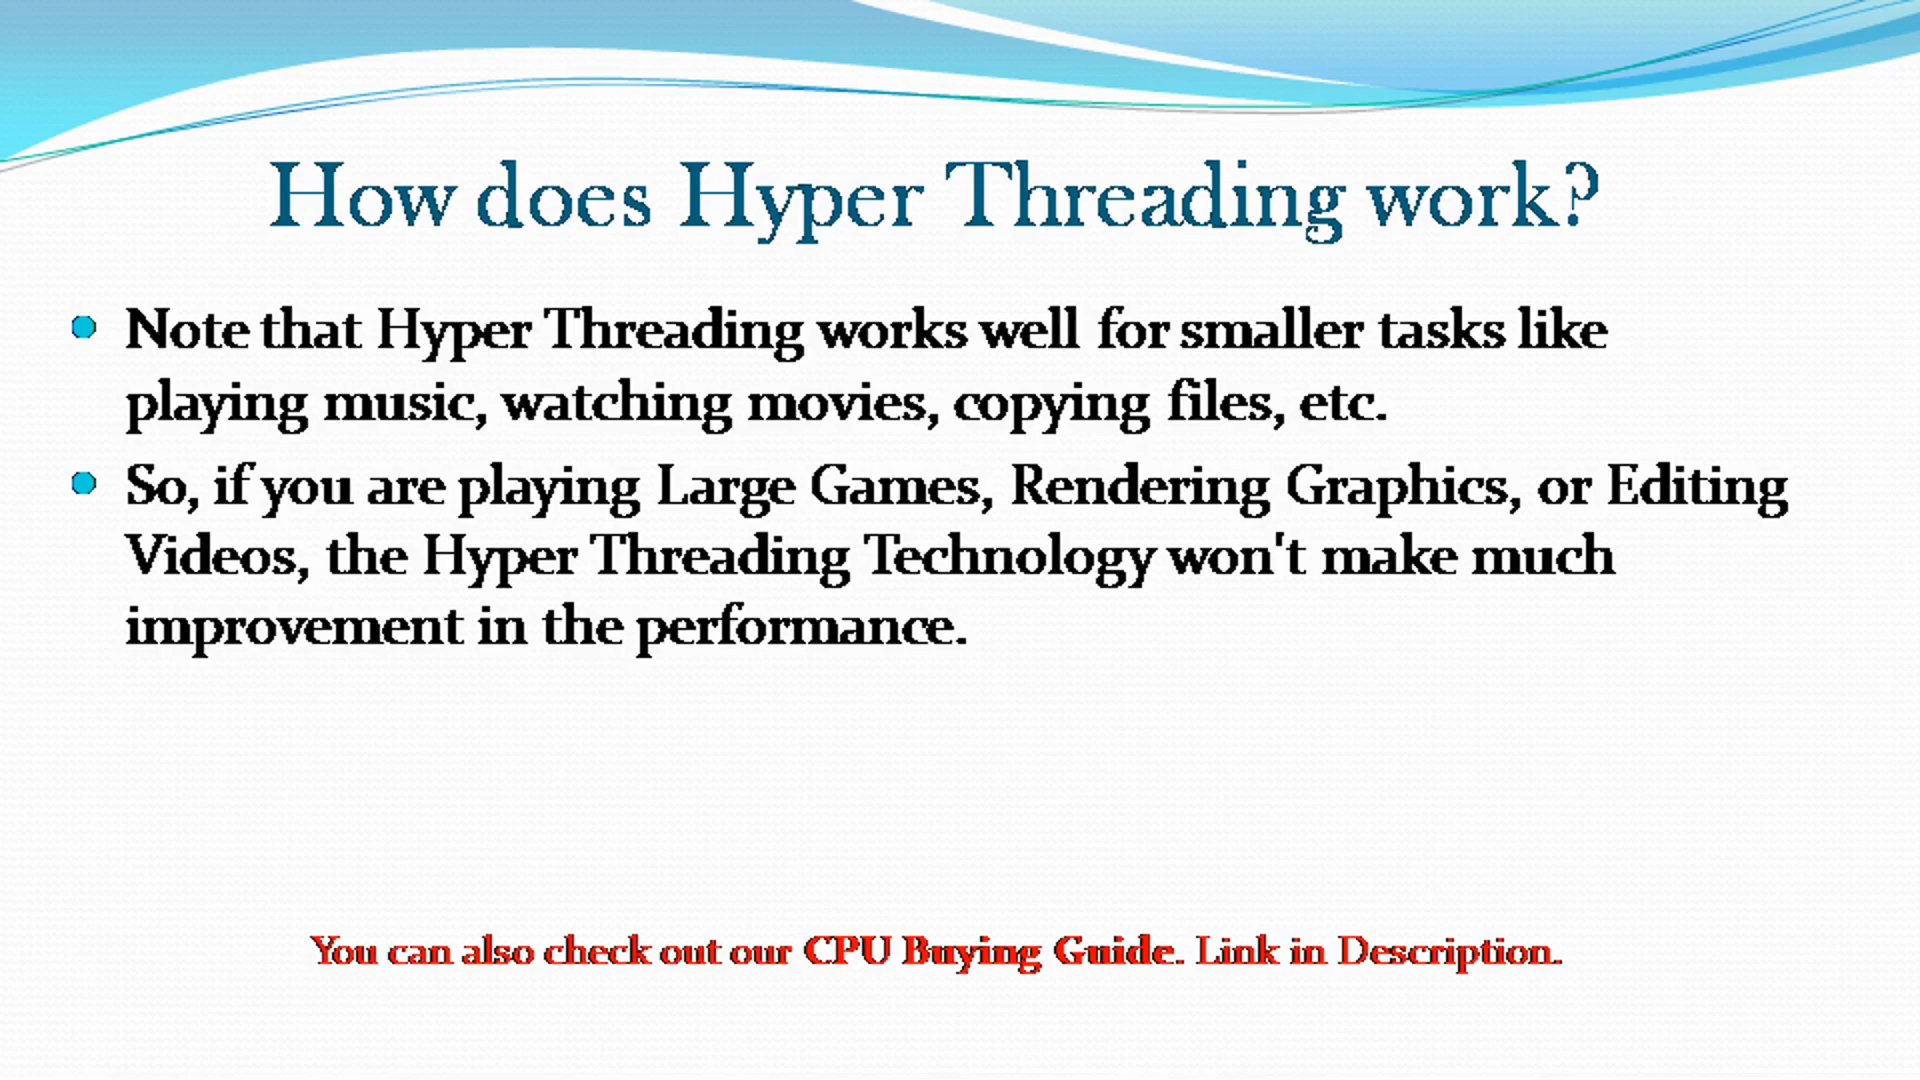 How does Hyper Threading work?
Note that Hyper Threading works well for smaller tasks like
playing music, watching movies, copying files, etc.
So, if you are playing Large Games, Rendering Graphics, or Editing
Videos, the Hyper Threading Technology won't make much
improvement in the performance.
You can also check out our CPU Buying Guide. Link in Description.